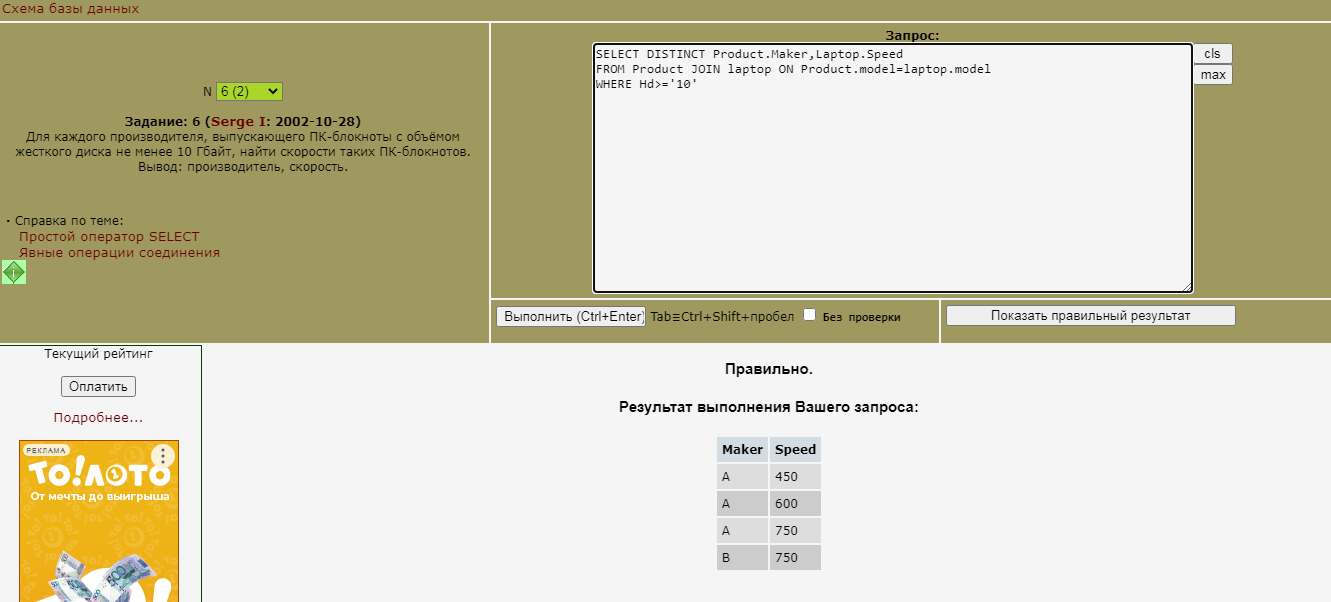 Схема базы данных
N 6 (2)
Задание: 6 (Serge I: 2002-10-28)
Для каждого производителя, выпускающего ПК-блокноты с объёмом
жесткого диска не менее 10 Гбайт, найти скорости таких ПК-блокнотов.
Вывод: производитель, скорость.
· Справка по теме:
Простой оператор SELECT
Явные операции соединения
Запрос:
SELECT DISTINCT Product.Maker,Laptop.Speed
FROM Product JOIN laptop ON Product.model=laptop.model
WHERE Hd>='10'
cls
max
Выполнить (Ctrl+Enter) Tab≡Ctrl+Shift+пробел Без проверки
Показать правильный результат
Текущий рейтинг
Оплатить
Подробнее...
РЕКЛАМА
ТО!ЛОТО
От мечты до выигрыша
Правильно.
Результат выполнения Вашего запроса:
Maker Speed
A 450
A 600
A 750
B 750